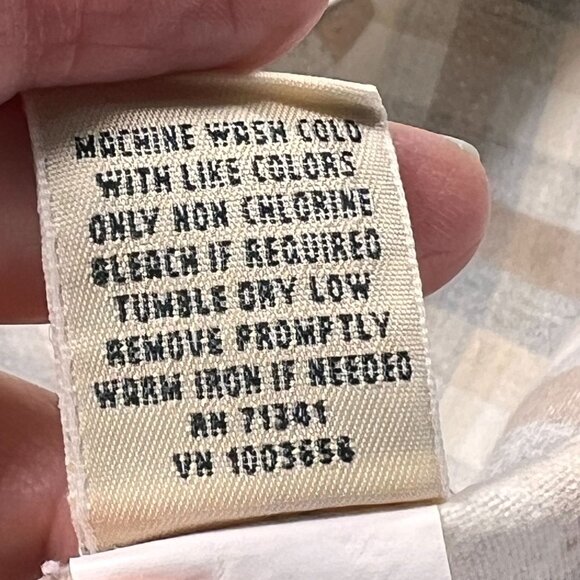 MACHINE WASH COLD
WITH LIKE COLORS
ONLY NON CHLORINE
BLEACH IF REQUIRED
TUMBLE DRY LOW
REMOVE PROMPTLY
WARM IRON IF NEEDED
RN 71341
VN 1003656